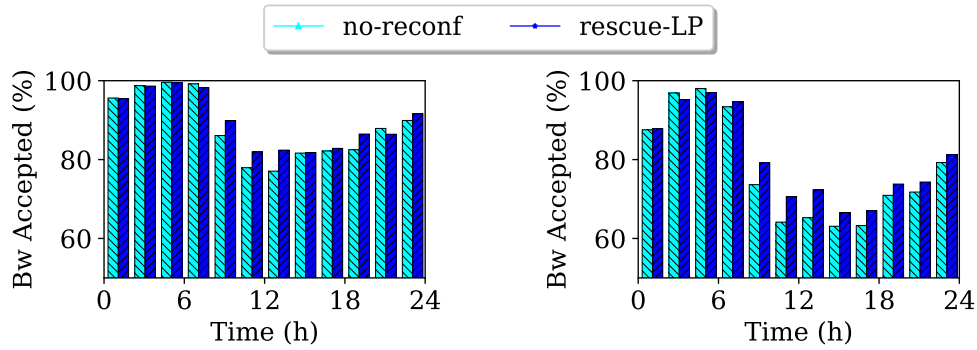 no-reconf rescue-LP
Bw Accepted (%)
100
80
60
0 6 12 18 24
Time (h)
Bw Accepted (%)
100
80
60
0 6 12 18 24
Time (h)